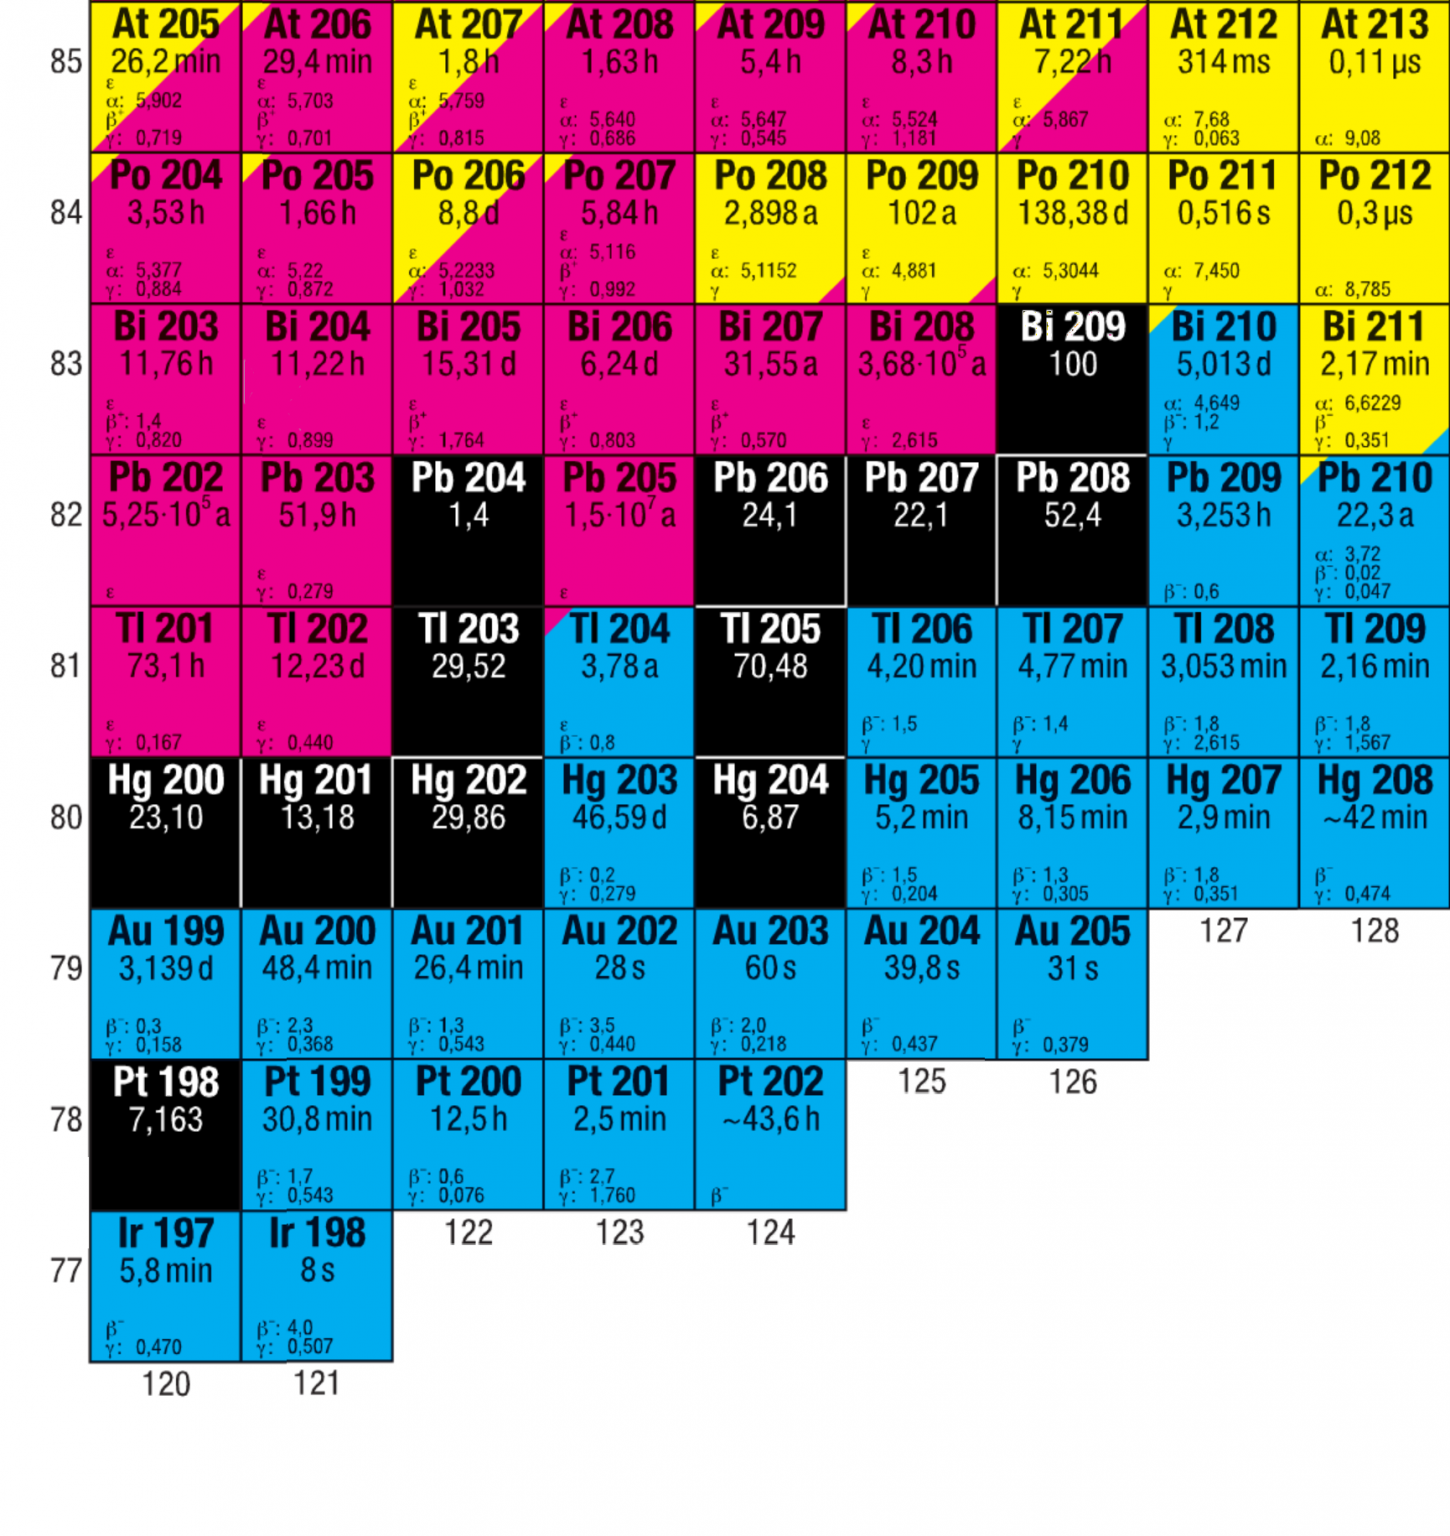 85
At 205
26,2 min
ε
α: 5,902
β⁺
γ: 0,719
At 206
29,4 min
ε
α: 5,703
β⁺
γ: 0,701
At 207
1,8 h
ε
α: 5,759
β⁺
γ: 0,815
At 208
1,63 h
ε
α: 5,640
γ: 0,686
At 209
5,4 h
ε
α: 5,647
γ: 0,545
At 210
8,3 h
ε
α: 5,524
γ: 1,181
At 211
7,22 h
ε
α: 5,867
γ
At 212
314 ms
α: 7,68
γ: 0,063
At 213
0,11 µs
α: 9,08
84
Po 204
3,53 h
ε
α: 5,377
γ: 0,884
Po 205
1,66 h
ε
α: 5,22
γ: 0,872
Po 206
8,8 d
ε
α: 5,2233
γ: 1,032
Po 207
5,84 h
ε
α: 5,116
β⁺
γ: 0,992
Po 208
2,898 a
ε
α: 5,1152
γ
Po 209
102 a
ε
α: 4,881
γ
Po 210
138,38 d
α: 5,3044
γ
Po 211
0,516 s
α: 7,450
γ
Po 212
0,3 µs
α: 8,785
83
Bi 203
11,76 h
ε
β⁺: 1,4
γ: 0,820
Bi 204
11,22 h
ε
γ: 0,899
Bi 205
15,31 d
ε
β⁺
γ: 1,764
Bi 206
6,24 d
ε
β⁺
γ: 0,803
Bi 207
31,55 a
ε
β⁺
γ: 0,570
Bi 208
3,68·10⁵ a
ε
γ: 2,615
Bi 209
100
Bi 210
5,013 d
α: 4,649
β⁻: 1,2
γ
Bi 211
2,17 min
α: 6,6229
β⁻
γ: 0,351
82
Pb 202
5,25·10⁵ a
ε
Pb 203
51,9 h
ε
γ: 0,279
Pb 204
1,4
Pb 205
1,5·10⁷ a
ε
Pb 206
24,1
Pb 207
22,1
Pb 208
52,4
Pb 209
3,253 h
β⁻: 0,6
Pb 210
22,3 a
α: 3,72
β⁻: 0,02
γ: 0,047
81
Tl 201
73,1 h
ε
γ: 0,167
Tl 202
12,23 d
ε
γ: 0,440
Tl 203
29,52
Tl 204
3,78 a
ε
β⁻: 0,8
Tl 205
70,48
Tl 206
4,20 min
β⁻: 1,5
γ
Tl 207
4,77 min
β⁻: 1,4
γ
Tl 208
3,053 min
β⁻: 1,8
γ: 2,615
Tl 209
2,16 min
β⁻: 1,8
γ: 1,567
80
Hg 200
23,10
Hg 201
13,18
Hg 202
29,86
Hg 203
46,59 d
β⁻: 0,2
γ: 0,279
Hg 204
6,87
Hg 205
5,2 min
β⁻: 1,5
γ: 0,204
Hg 206
8,15 min
β⁻: 1,3
γ: 0,305
Hg 207
2,9 min
β⁻: 1,8
γ: 0,351
Hg 208
~42 min
β⁻
γ: 0,474
79
Au 199
3,139 d
β⁻: 0,3
γ: 0,158
Au 200
48,4 min
β⁻: 2,3
γ: 0,368
Au 201
26,4 min
β⁻: 1,3
γ: 0,543
Au 202
28 s
β⁻: 3,5
γ: 0,440
Au 203
60 s
β⁻: 2,0
γ: 0,218
Au 204
39,8 s
β⁻
γ: 0,437
Au 205
31 s
β⁻
γ: 0,379
127
128
78
Pt 198
7,163
Pt 199
30,8 min
β⁻: 1,7
γ: 0,543
Pt 200
12,5 h
β⁻: 0,6
γ: 0,076
Pt 201
2,5 min
β⁻: 2,7
γ: 1,760
Pt 202
~43,6 h
β⁻
125
126
77
Ir 197
5,8 min
β⁻
γ: 0,470
Ir 198
8 s
β⁻: 4,0
γ: 0,507
122
123
124
120
121